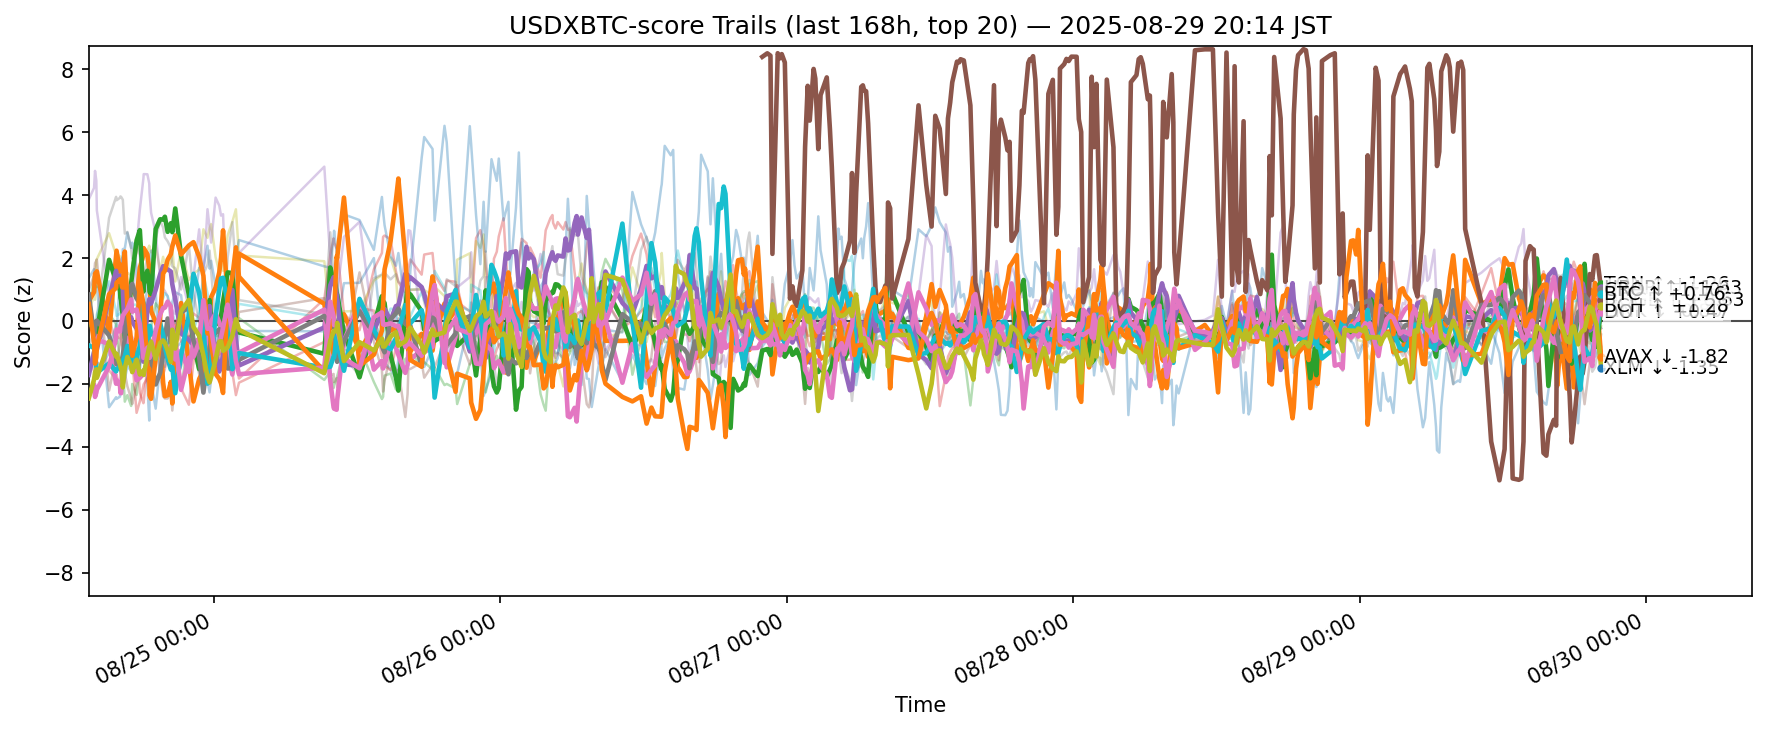 USDXBTC-score Trails (last 168h, top 20) — 2025-08-29 20:14 JST
Score (z)
8
6
4
2
0
−2
−4
−6
−8
BTC ↑ +0.76
AVAX ↓ -1.82
XLM ↓ -1.35
08/25 00:00
08/26 00:00
08/27 00:00
08/28 00:00
08/29 00:00
08/30 00:00
Time